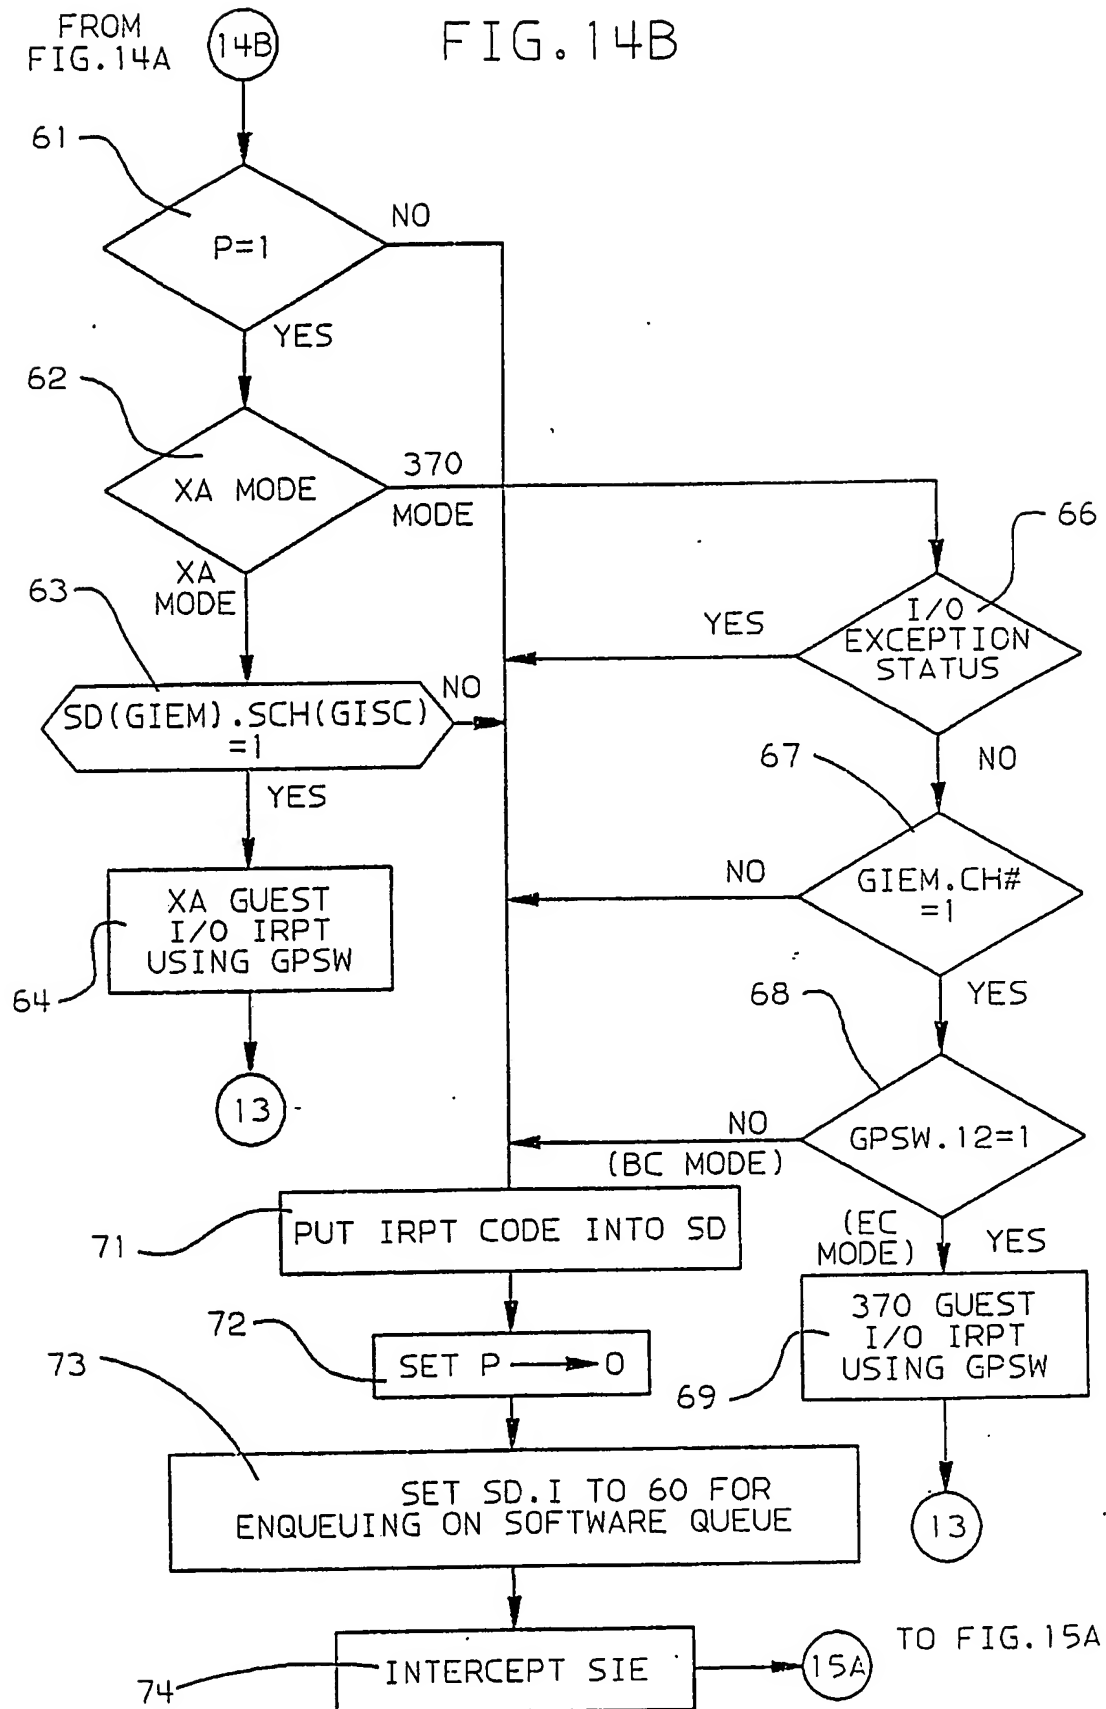 FROM
FIG.14A
14B
FIG.14B
61
P=1
NO
YES
62
XA MODE
370
MODE
XA
MODE
63
SD(GIEM).SCH(GISC)
=1
NO
YES
XA GUEST
I/O IRPT
USING GPSW
64
13
66
I/O
EXCEPTION
STATUS
YES
NO
67
GIEM.CH#
=1
NO
YES
68
GPSW.12=1
NO
(BC MODE)
(EC
MODE)
YES
370 GUEST
I/O IRPT
USING GPSW
69
13
71
PUT IRPT CODE INTO SD
72
SET P → 0
73
SET SD.I TO 60 FOR
ENQUEUING ON SOFTWARE QUEUE
74
INTERCEPT SIE
15A
TO FIG.15A